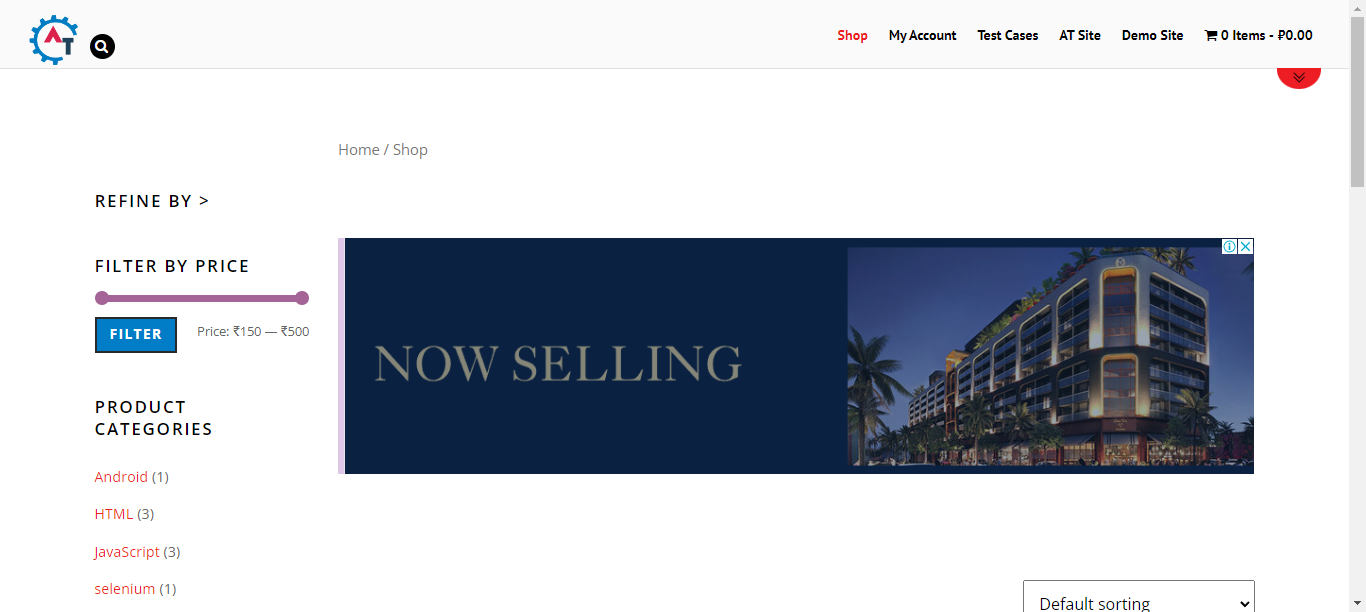 AT
Shop
My Account
Test Cases
AT Site
Demo Site
0 Items - ₽0.00
Home / Shop
REFINE BY >
FILTER BY PRICE
FILTER
Price: ₹150 — ₹500
NOW SELLING
PRODUCT
CATEGORIES
Android (1)
HTML (3)
JavaScript (3)
selenium (1)
Default sorting